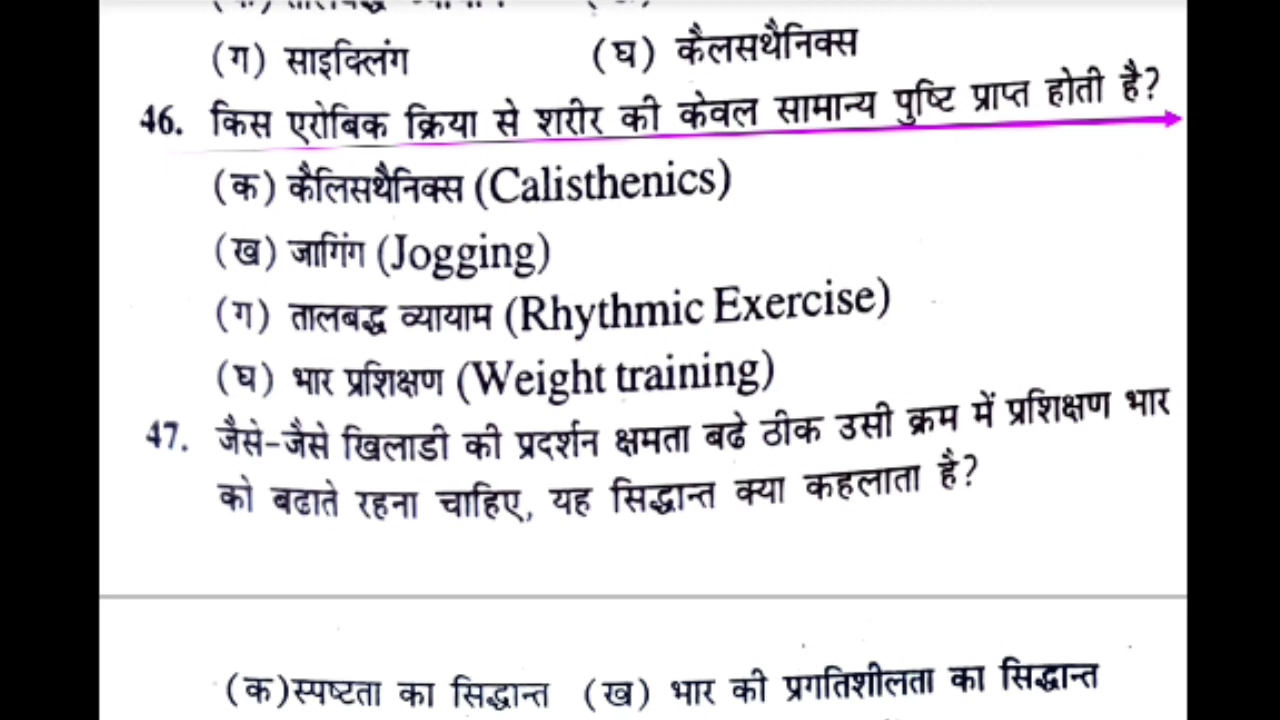 (ग) साइक्लिंग (घ) कैलसथैनिक्स
46. किस एरोबिक क्रिया से शरीर की केवल सामान्य पुष्टि प्राप्त होती है?
(क) कैलिसथैनिक्स (Calisthenics)
(ख) जागिंग (Jogging)
(ग) तालबद्ध व्यायाम (Rhythmic Exercise)
(घ) भार प्रशिक्षण (Weight training)
47. जैसे-जैसे खिलाडी की प्रदर्शन क्षमता बढे ठीक उसी क्रम में प्रशिक्षण भार
को बढाते रहना चाहिए, यह सिद्धान्त क्या कहलाता है?
(क)स्पष्टता का सिद्धान्त (ख) भार की प्रगतिशीलता का सिद्धान्त